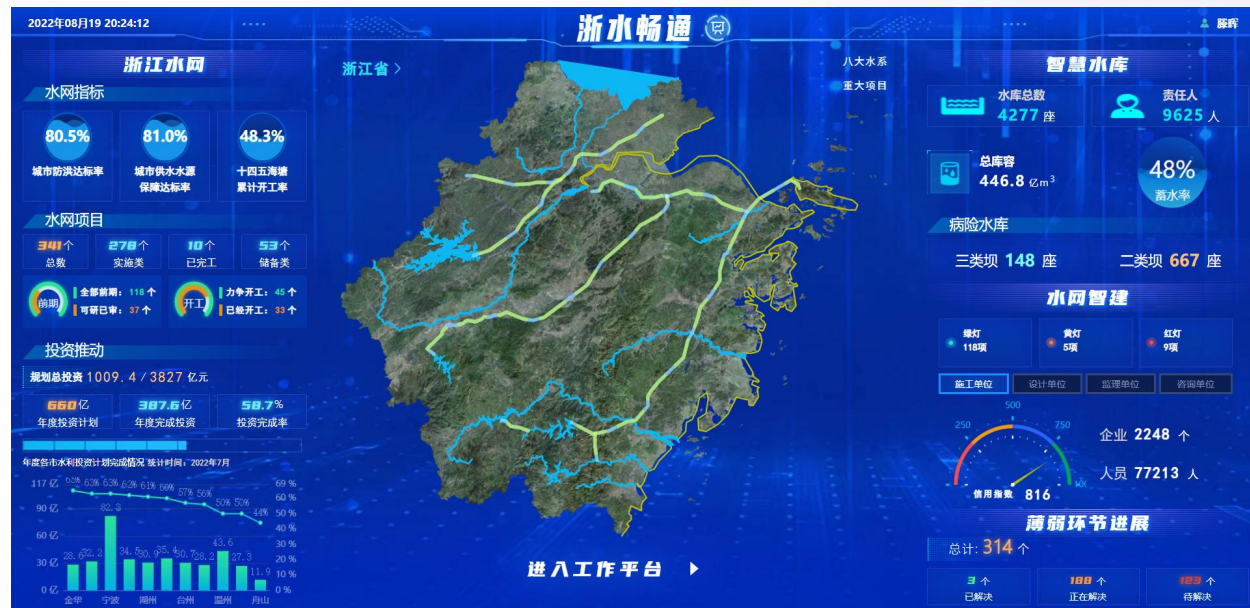 2022年08月19 20:24:12
浙水畅通
滕晖
浙江水网
水网指标
80.5%
81.0%
48.3%
城市防洪达标率
城市供水水源
保障达标率
十四五海塘
累计开工率
水网项目
341个
278个
10个
53个
总数
实施类
已完工
储备类
前期
全部前期: 118 个
可研已审: 37 个
开工
力争开工: 45 个
已经开工: 33 个
投资推动
规划总投资 1009.4/3827 亿元
660亿
387.6亿
58.7%
年度投资计划
年度完成投资
投资完成率
年度各市水利投资计划完成情况 统计时间: 2022年7月
117 亿
90 亿
60 亿
30 亿
0 亿
63% 63% 62% 61% 60% 57% 56% 50% 50% 44%
69 %
60 %
50 %
40 %
30 %
20 %
10 %
0 %
28.6 32.2 82.3 34.5 30.9 35.4 30.7 28.2 43.6 27.3 11.9
金华 宁波 湖州 台州 温州 舟山
浙江省 >
八大水系
重大项目
进入工作平台
智慧水库
水库总数
4277 座
责任人
9625 人
总库容
446.8 亿m³
48%
蓄水率
病险水库
三类坝 148 座
二类坝 667 座
水网智建
绿灯
118项
黄灯
5项
红灯
9项
施工单位
设计单位
监理单位
咨询单位
250
500
750
信用指数 816
企业 2248 个
人员 77213 人
薄弱环节进展
总计: 314 个
3 个
188 个
123 个
已解决
正在解决
待解决